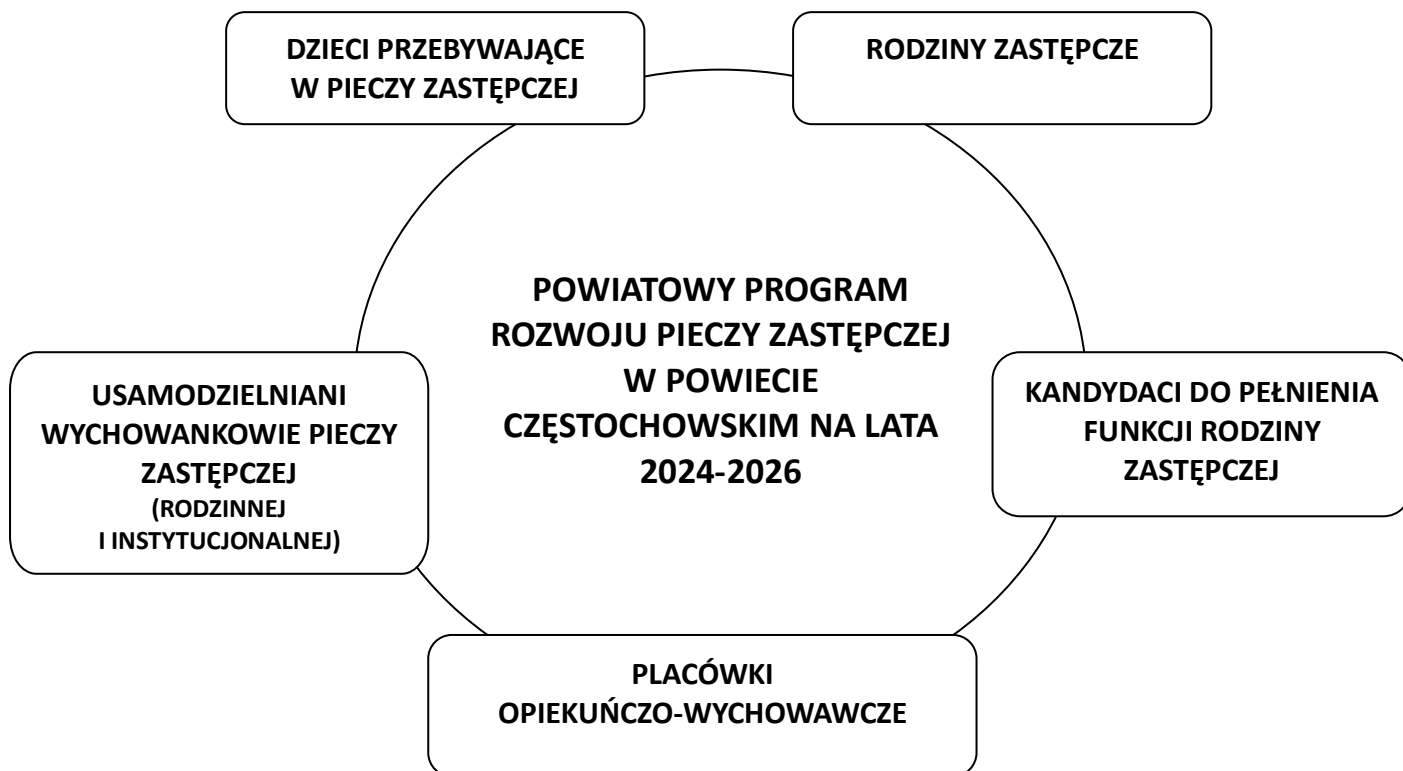 DZIECI PRZEBYWAJĄCE
W PIECZY ZASTĘPCZEJ
RODZINY ZASTĘPCZE
POWIATOWY PROGRAM
ROZWOJU PIECZY ZASTĘPCZEJ
W POWIECIE
CZĘSTOCHOWSKIM NA LATA
2024-2026
USAMODZIELNIANI
WYCHOWANKOWIE PIECZY
ZASTĘPCZEJ
(RODZINNEJ
I INSTYTUCJONALNEJ)
KANDYDACI DO PEŁNIENIA
FUNKCJI RODZINY
ZASTĘPCZEJ
PLACÓWKI
OPIEKUŃCZO-WYCHOWAWCZE